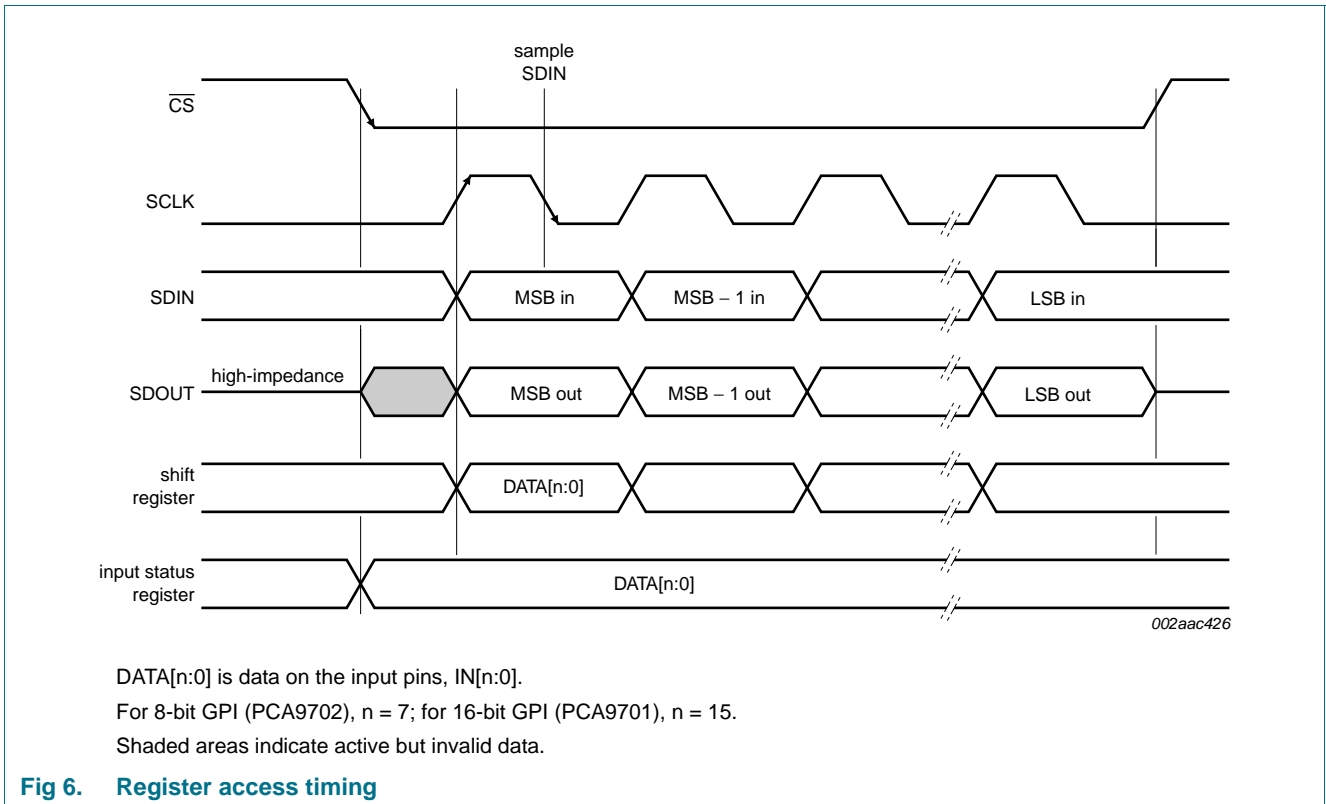 sample
SDIN
CS
SCLK
SDIN
MSB in
MSB − 1 in
LSB in
high-impedance
SDOUT
MSB out
MSB − 1 out
LSB out
shift
register
DATA[n:0]
input status
register
DATA[n:0]
002aac426
DATA[n:0] is data on the input pins, IN[n:0].
For 8-bit GPI (PCA9702), n = 7; for 16-bit GPI (PCA9701), n = 15.
Shaded areas indicate active but invalid data.
Fig 6. Register access timing